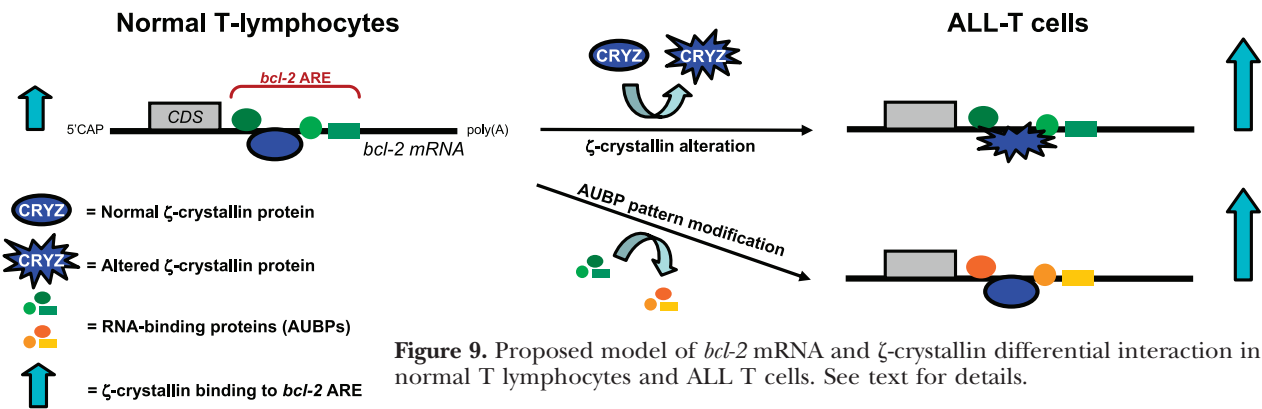 Normal T-lymphocytes
ALL-T cells
CRYZ
CRYZ
bcl-2 ARE
CDS
5'CAP
poly(A)
bcl-2 mRNA
ζ-crystallin alteration
AUBP pattern modification
CRYZ
= Normal ζ-crystallin protein
CRYZ
= Altered ζ-crystallin protein
= RNA-binding proteins (AUBPs)
= ζ-crystallin binding to bcl-2 ARE
Figure 9. Proposed model of bcl-2 mRNA and ζ-crystallin differential interaction in
normal T lymphocytes and ALL T cells. See text for details.